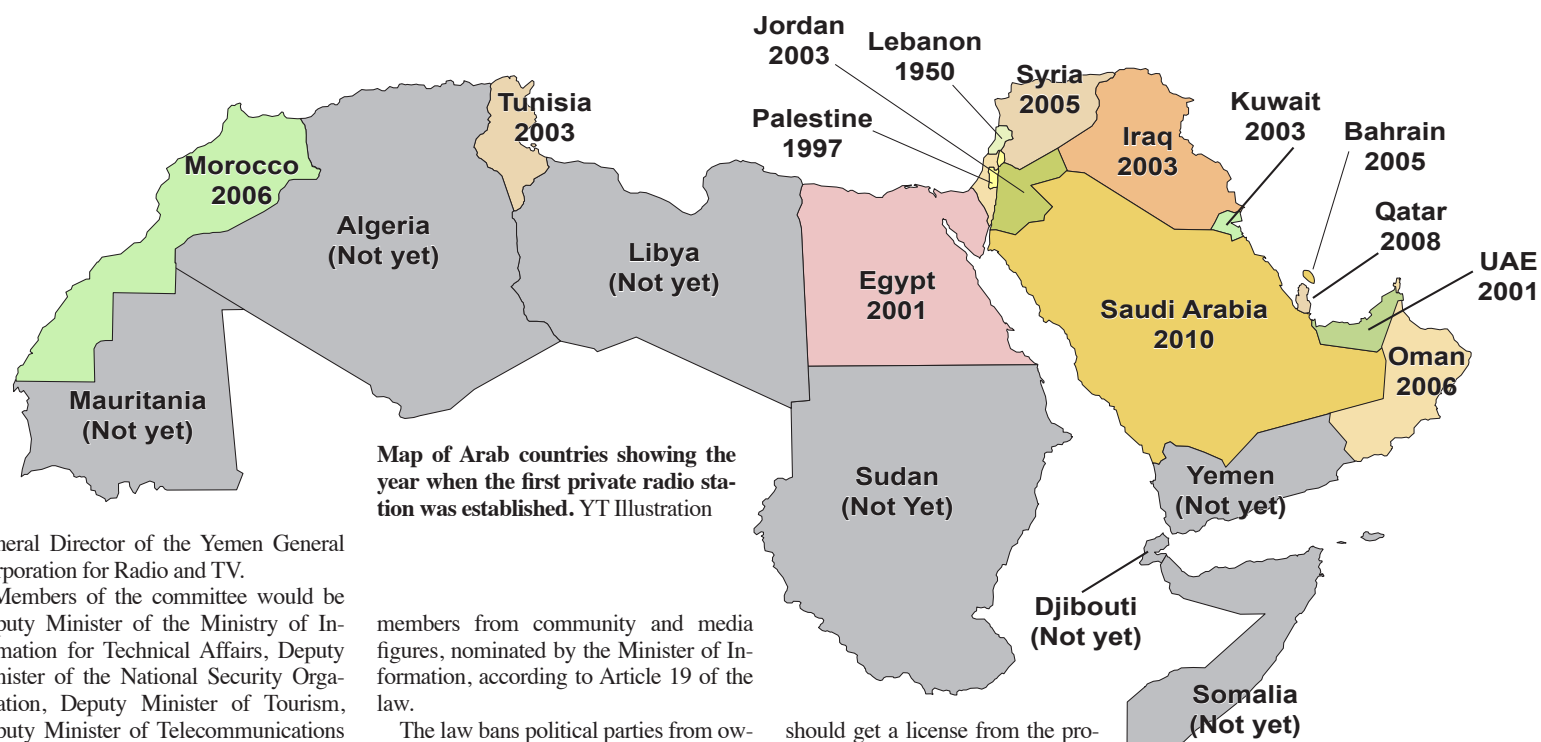 Jordan
2003
Lebanon
1950
Syria
2005
Tunisia
2003
Palestine
1997
Iraq
2003
Kuwait
2003
Bahrain
2005
Morocco
2006
Algeria
(Not yet)
Libya
(Not yet)
Egypt
2001
Saudi Arabia
2010
Qatar
2008
UAE
2001
Oman
2006
Mauritania
(Not yet)
Sudan
(Not Yet)
Yemen
(Not yet)
Djibouti
(Not yet)
Somalia
(Not yet)
Map of Arab countries showing the
year when the first private radio sta-
tion was established. YT Illustration
neral Director of the Yemen General
rporation for Radio and TV.
Members of the committee would be
puty Minister of the Ministry of In-
mation for Technical Affairs, Deputy
nister of the National Security Orga-
ation, Deputy Minister of Tourism,
puty Minister of Telecommunications
members from community and media
figures, nominated by the Minister of In-
formation, according to Article 19 of the
law.
The law bans political parties from ow-
should get a license from the pro-